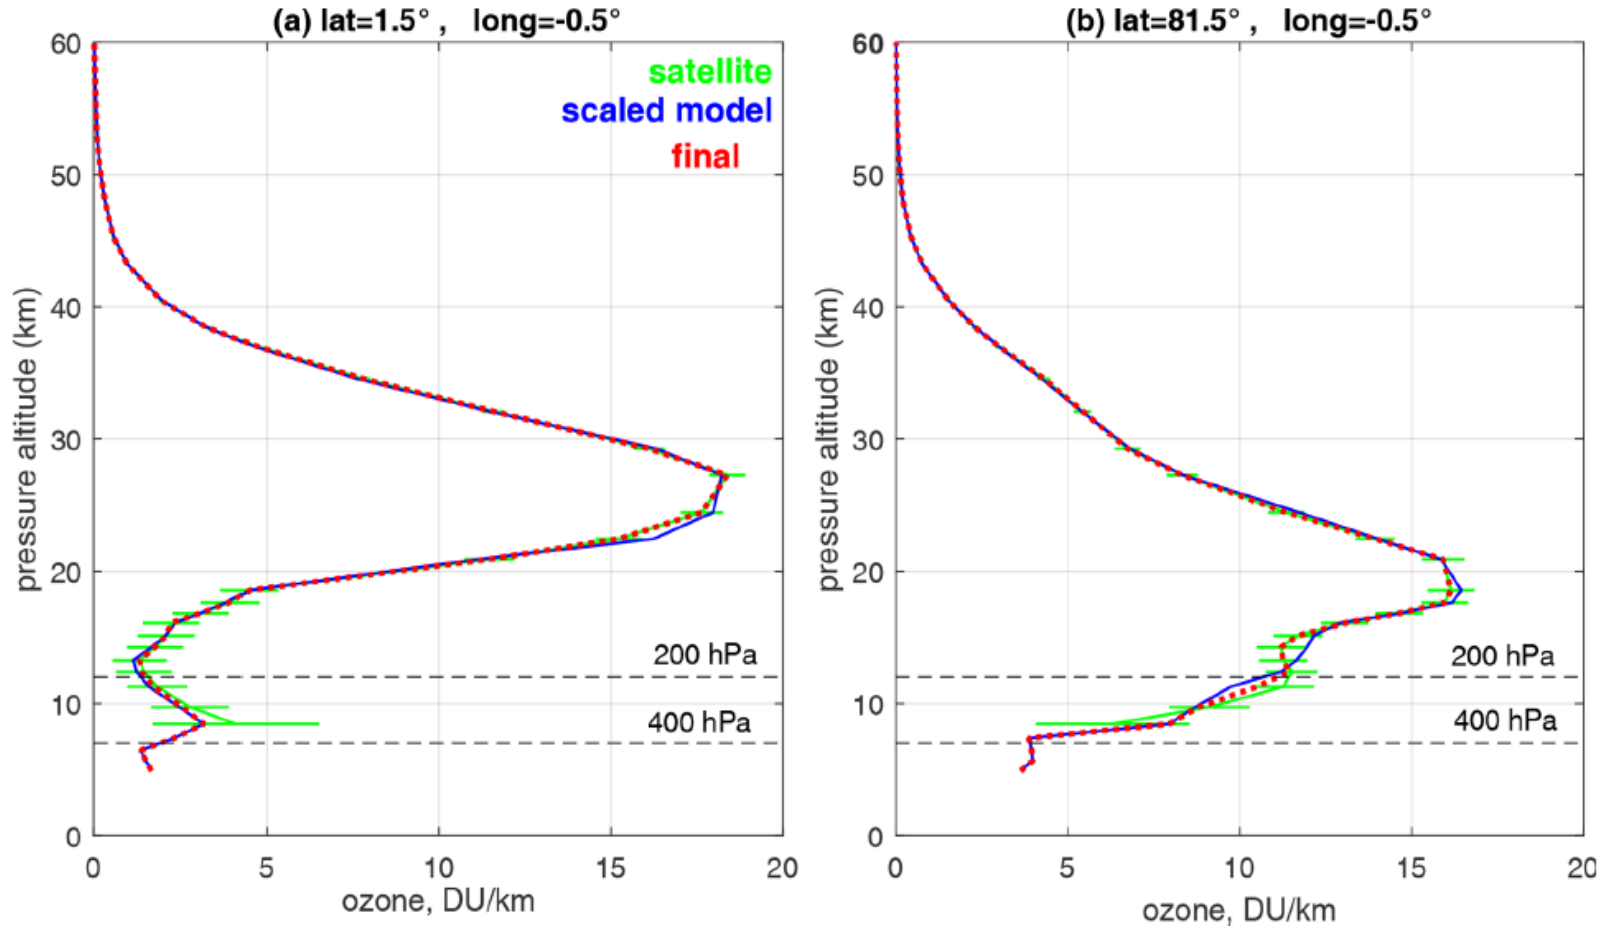 (a) lat=1.5° , long=-0.5°
60
50
40
30
20
10
0
pressure altitude (km)
satellite
scaled model
final
200 hPa
400 hPa
0 5 10 15 20
ozone, DU/km
(b) lat=81.5° , long=-0.5°
60
50
40
30
20
10
0
pressure altitude (km)
200 hPa
400 hPa
0 5 10 15 20
ozone, DU/km